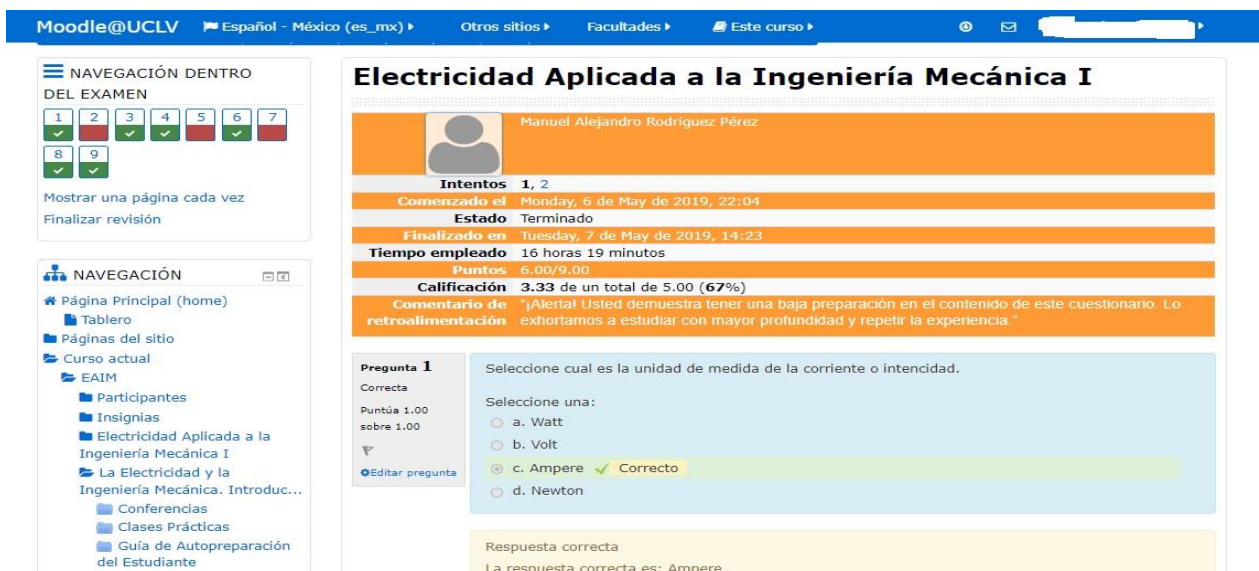 Moodle@UCLV Español - México (es_mx) Otros sitios Facultades Este curso
NAVEGACIÓN DENTRO
DEL EXAMEN
1 2 3 4 5 6 7
8 9
Mostrar una página cada vez
Finalizar revisión
NAVEGACIÓN
Página Principal (home)
Tablero
Páginas del sitio
Curso actual
EAIM
Participantes
Insignias
Electricidad Aplicada a la
Ingeniería Mecánica I
La Electricidad y la
Ingeniería Mecánica. Introduc...
Conferencias
Clases Prácticas
Guía de Autopreparación
del Estudiante
Electricidad Aplicada a la Ingeniería Mecánica I
Manuel Alejandro Rodríguez Pérez
Intentos 1, 2
Comenzado el Monday, 6 de May de 2019, 22:04
Estado Terminado
Finalizado en Tuesday, 7 de May de 2019, 14:23
Tiempo empleado 16 horas 19 minutos
Puntos 6.00/9.00
Calificación 3.33 de un total de 5.00 (67%)
Comentario de "¡Alerta! Usted demuestra tener una baja preparación en el contenido de este cuestionario. Lo
retroalimentación exhortamos a estudiar con mayor profundidad y repetir la experiencia."
Pregunta 1
Correcta
Puntúa 1.00
sobre 1.00
Editar pregunta
Seleccione cual es la unidad de medida de la corriente o intencidad.
Seleccione una:
a. Watt
b. Volt
c. Ampere Correcto
d. Newton
Respuesta correcta
La respuesta correcta es: Ampere